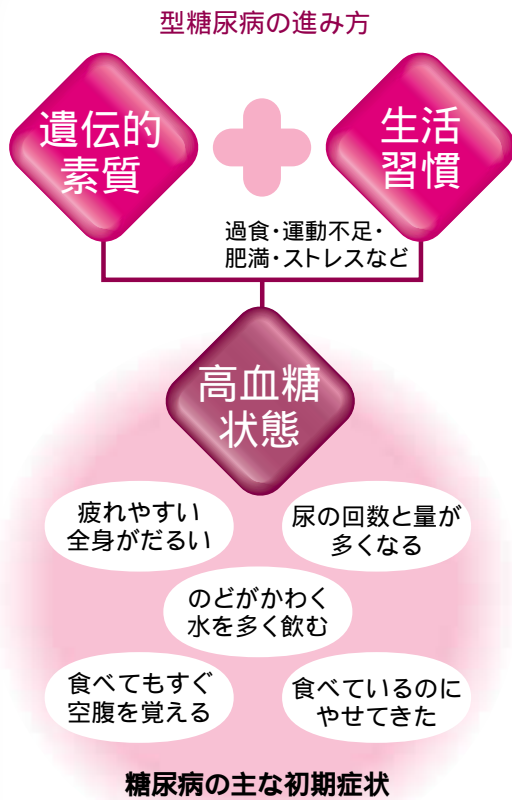 型糖尿病の進み方
遺伝的
素質
生活
習慣
過食・運動不足・
肥満・ストレスなど
高血糖
状態
疲れやすい
全身がだるい
尿の回数と量が
多くなる
のどがかわく
水を多く飲む
食べてもすぐ
空腹を覚える
食べているのに
やせてきた
糖尿病の主な初期症状